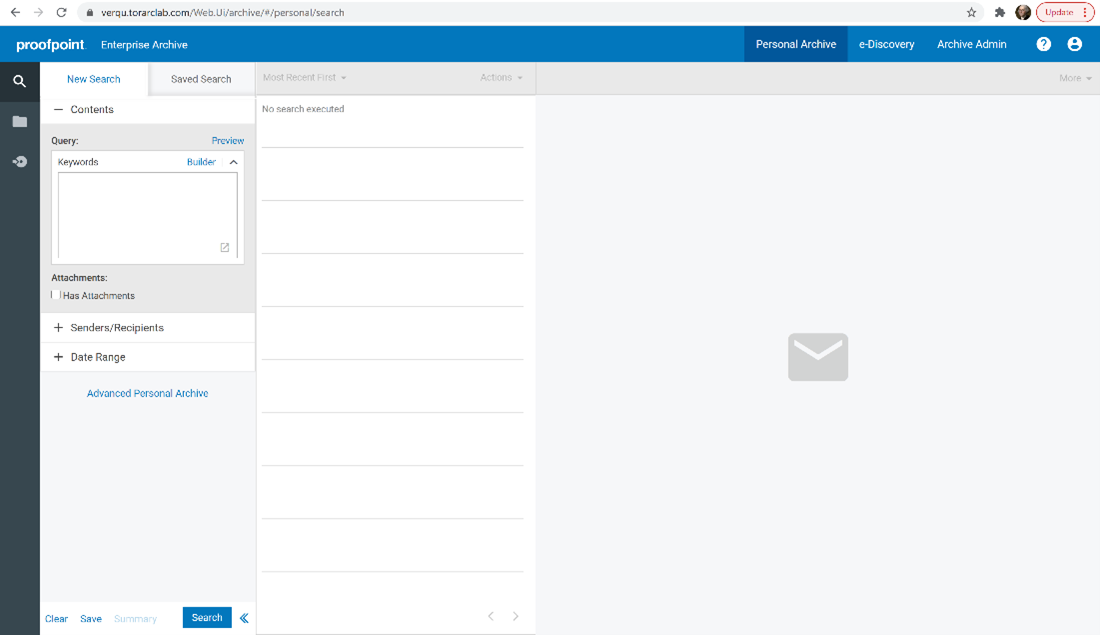 verqu.torarclab.com/Web.Ui/archive/#/personal/search
Update
proofpoint. Enterprise Archive
Personal Archive
e-Discovery
Archive Admin
New Search
Saved Search
Most Recent First
Actions
More
Contents
No search executed
Query:
Preview
Keywords
Builder
Attachments:
Has Attachments
Senders/Recipients
Date Range
Advanced Personal Archive
Clear
Save
Summary
Search